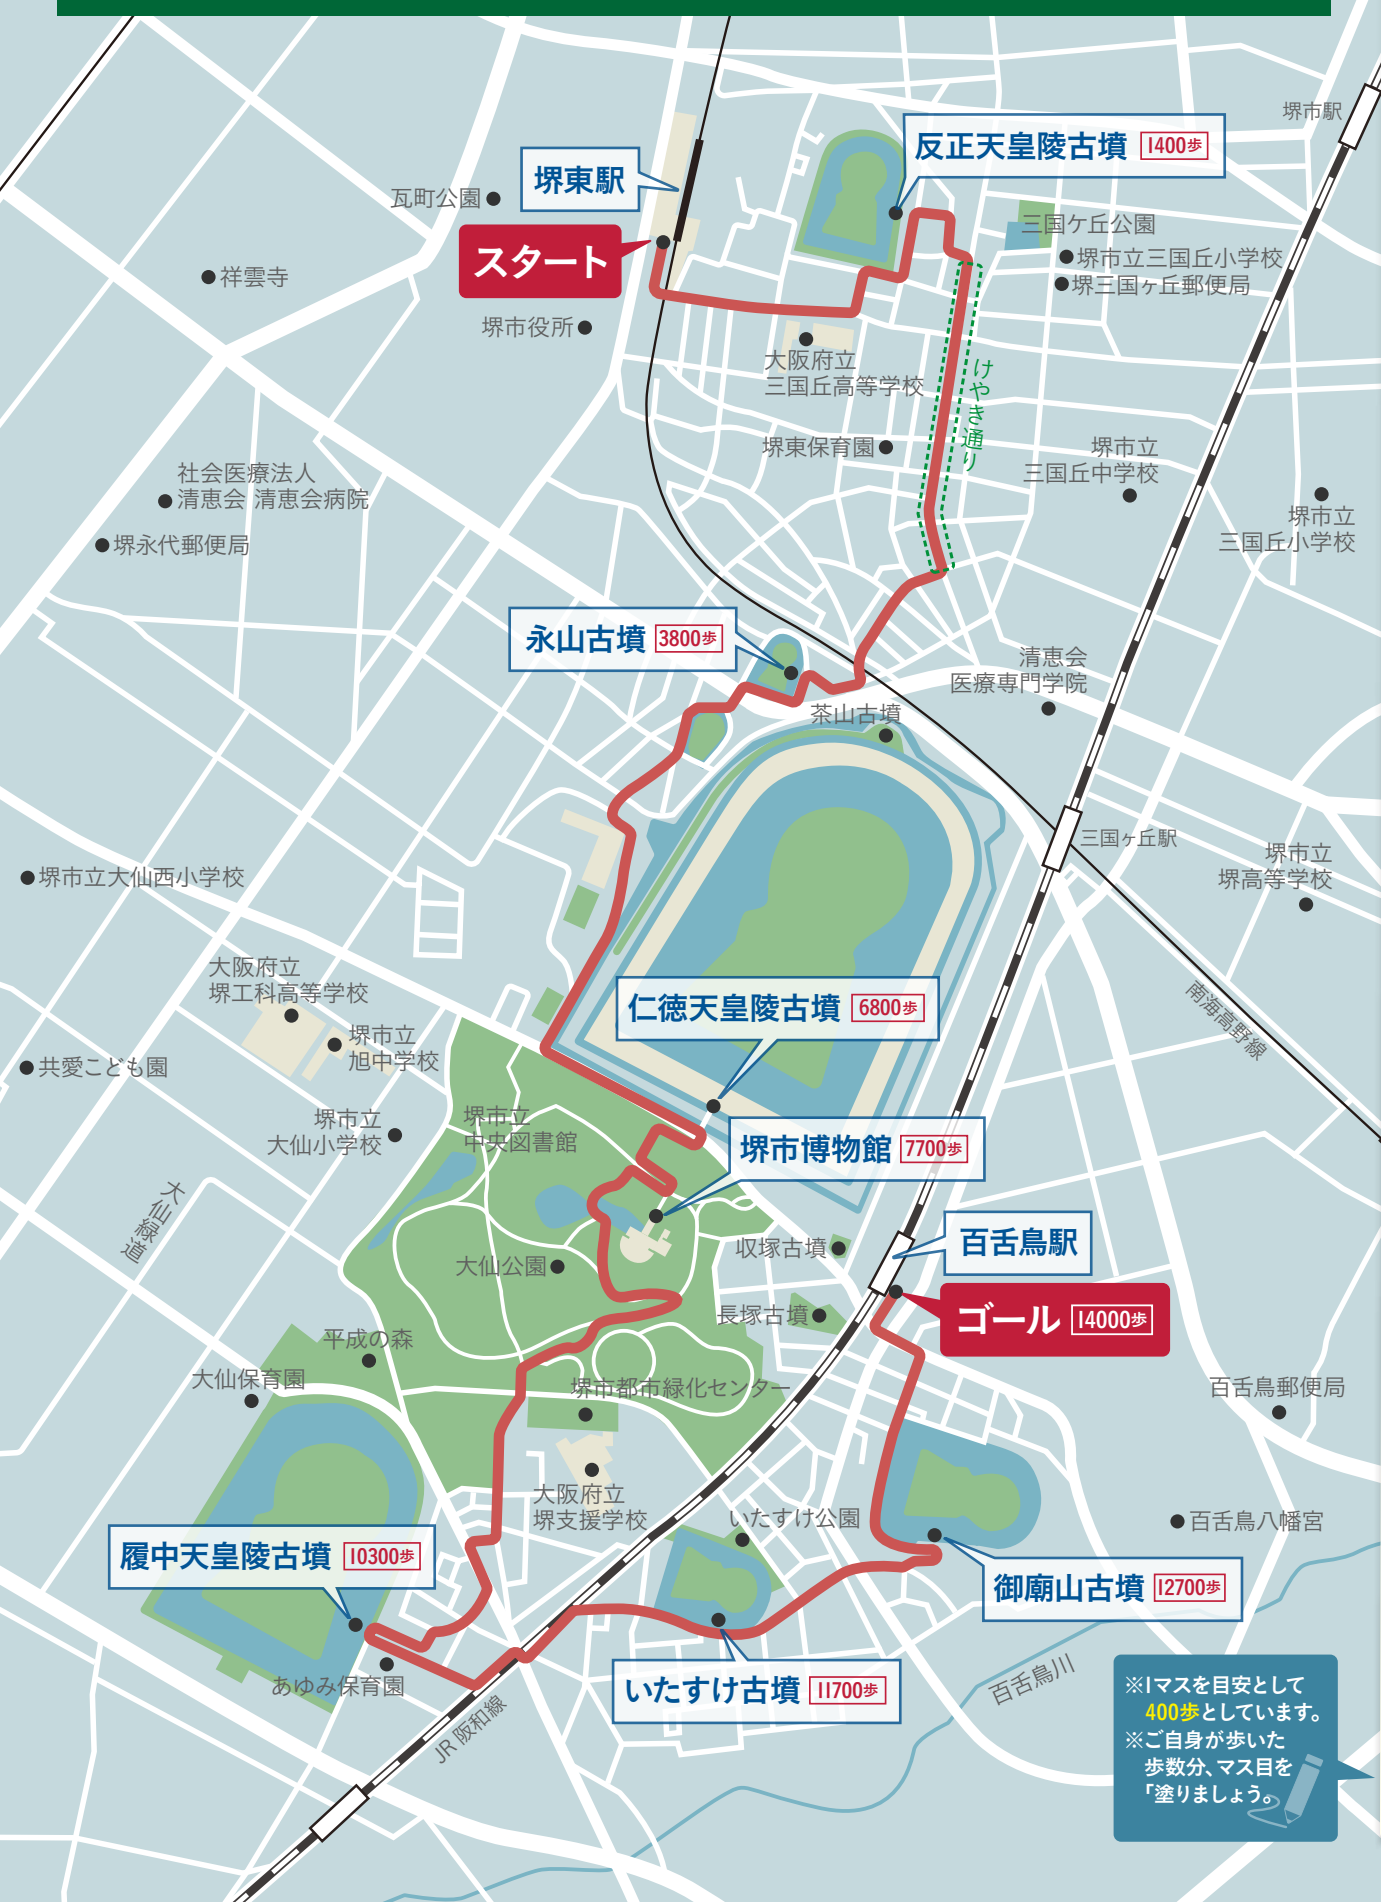 堺市駅
反正天皇陵古墳 1400歩
堺東駅
瓦町公園
スタート
三国ケ丘公園
堺市立三国丘小学校
堺三国ヶ丘郵便局
祥雲寺
堺市役所
大阪府立
三国丘高等学校
けやき通り
堺東保育園
堺市立
三国丘中学校
社会医療法人
清恵会 清恵会病院
堺市立
三国丘小学校
堺永代郵便局
永山古墳 3800歩
清恵会
医療専門学院
茶山古墳
三国ヶ丘駅
堺市立
堺高等学校
堺市立大仙西小学校
大阪府立
堺工科高等学校
仁徳天皇陵古墳 6800歩
南海高野線
堺市立
旭中学校
共愛こども園
堺市立
大仙小学校
堺市立
中央図書館
堺市博物館 7700歩
大仙緑道
百舌鳥駅
収塚古墳
大仙公園
ゴール 14000歩
長塚古墳
平成の森
大仙保育園
堺市都市緑化センター
百舌鳥郵便局
大阪府立
堺支援学校
いたすけ公園
百舌鳥八幡宮
履中天皇陵古墳 10300歩
御廟山古墳 12700歩
あゆみ保育園
いたすけ古墳 11700歩
百舌鳥川
JR 阪和線
※1マスを目安として
400歩としています。
※ご自身が歩いた
歩数分、マス目を
「塗りましょう。